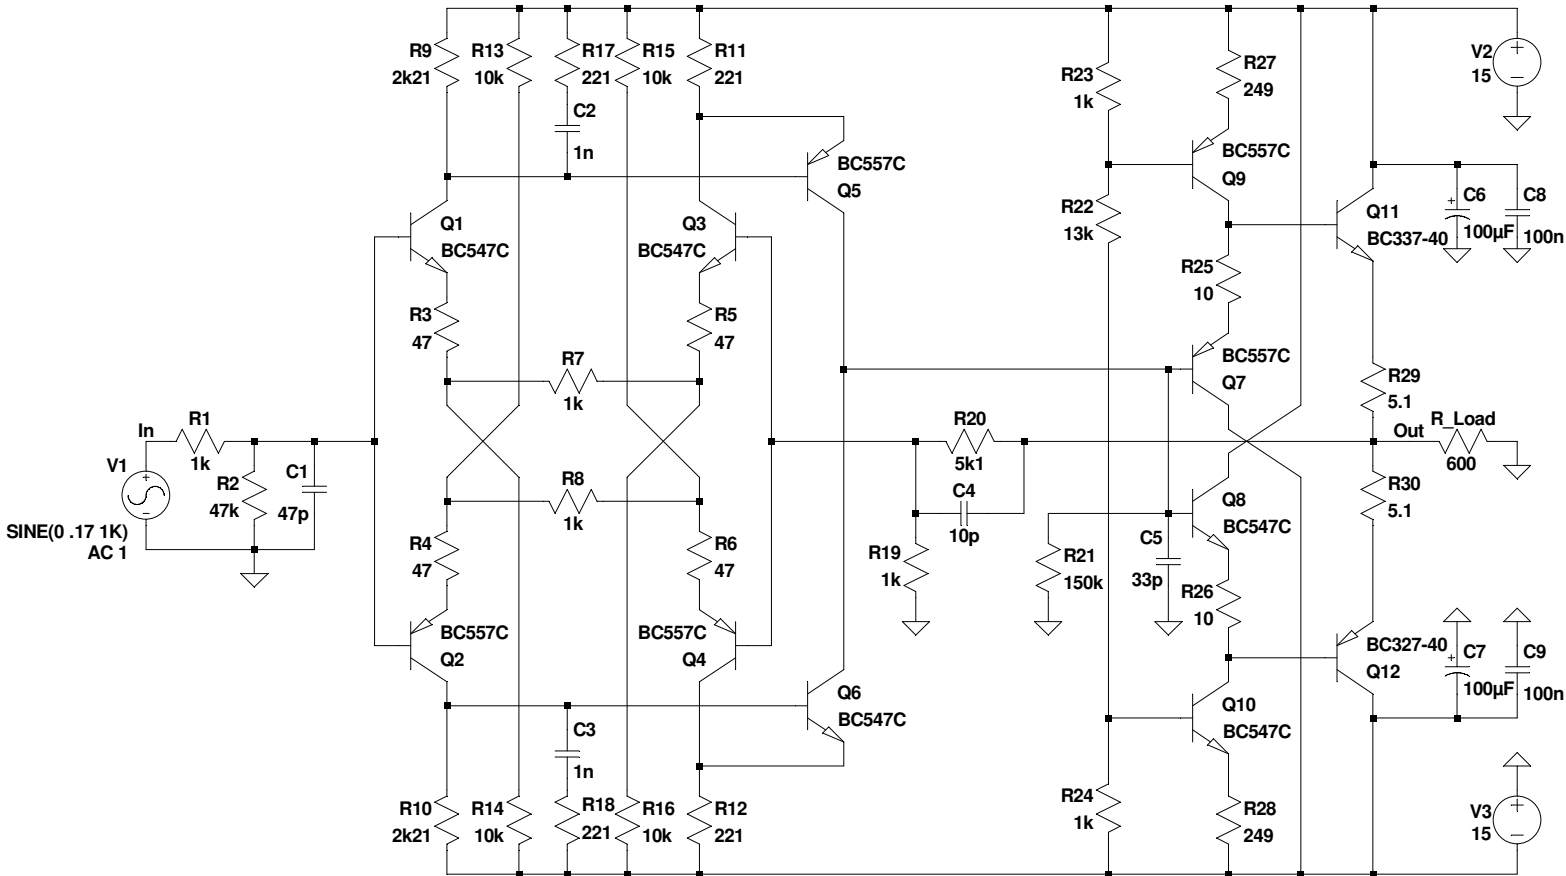 R9
2k21
R13
10k
R17
221
R15
10k
R11
221
C2
1n
BC557C
Q5
R23
1k
R27
249
V2
15
BC557C
Q9
R22
13k
Q1
BC547C
Q3
BC547C
Q11
BC337-40
C6
100µF
C8
100n
R3
47
R5
47
R25
10
R7
1k
BC557C
Q7
R29
5.1
In
R1
1k
V1
SINE(0 .17 1K)
AC 1
R2
47k
C1
47p
R20
5k1
C4
10p
Out
R_Load
600
R8
1k
Q8
BC547C
R30
5.1
R4
47
R6
47
R19
1k
R21
150k
C5
33p
R26
10
BC557C
Q2
BC557C
Q4
Q6
BC547C
Q10
BC547C
BC327-40
Q12
C7
100µF
C9
100n
C3
1n
R10
2k21
R14
10k
R18
221
R16
10k
R12
221
R24
1k
R28
249
V3
15